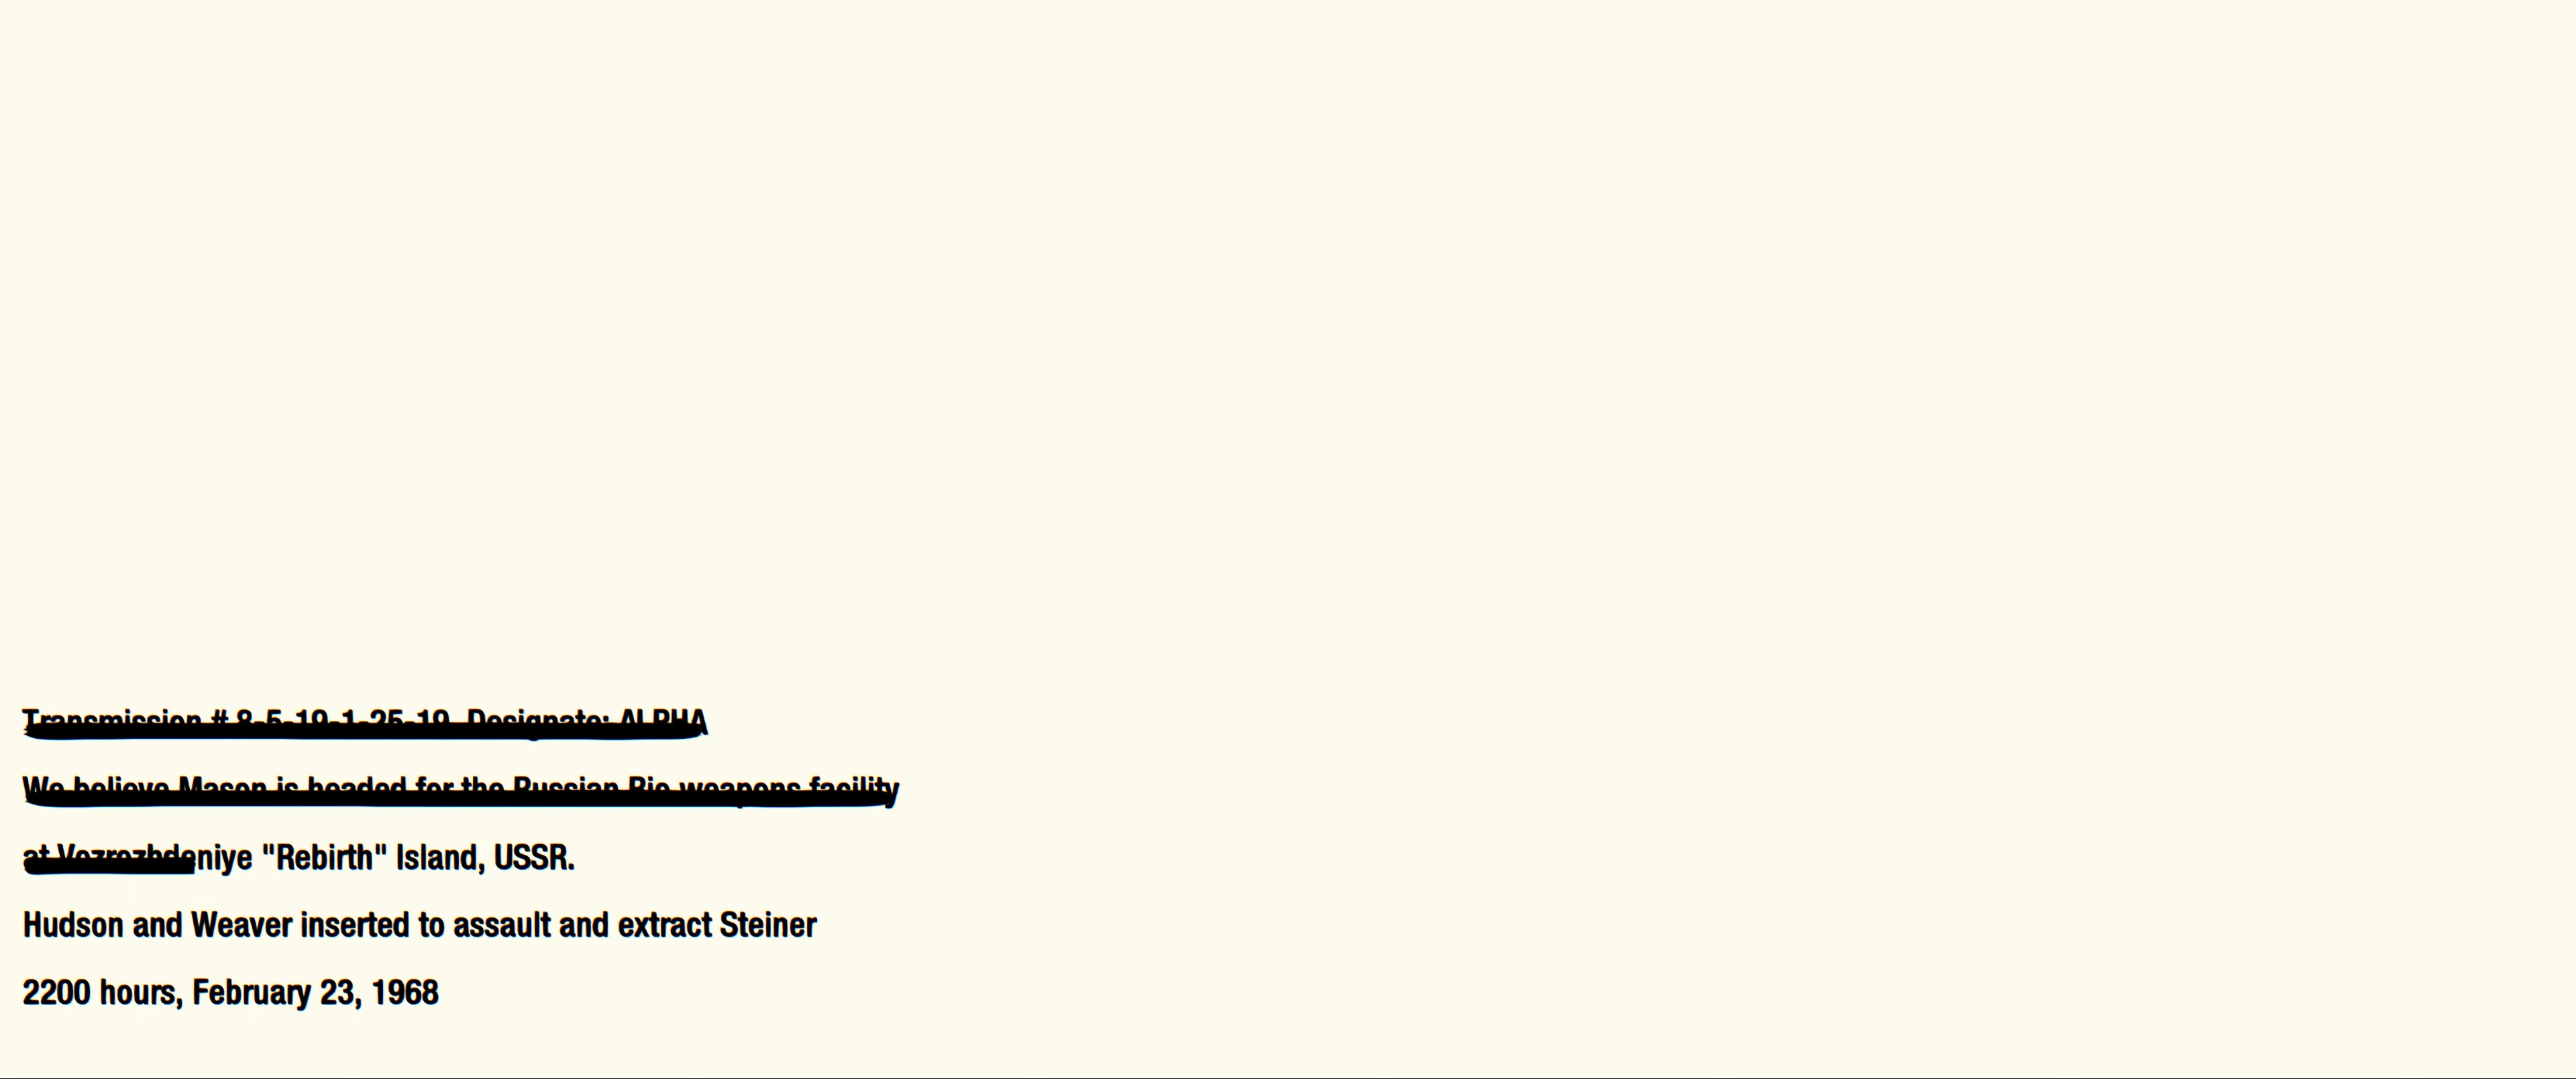 Transmission # 8-5-19-1-25-19, Designate: ALPHA
We believe Mason is headed for the Russian Bio-weapons facility
at Vozrozhdeniye "Rebirth" Island, USSR.
Hudson and Weaver inserted to assault and extract Steiner
2200 hours, February 23, 1968